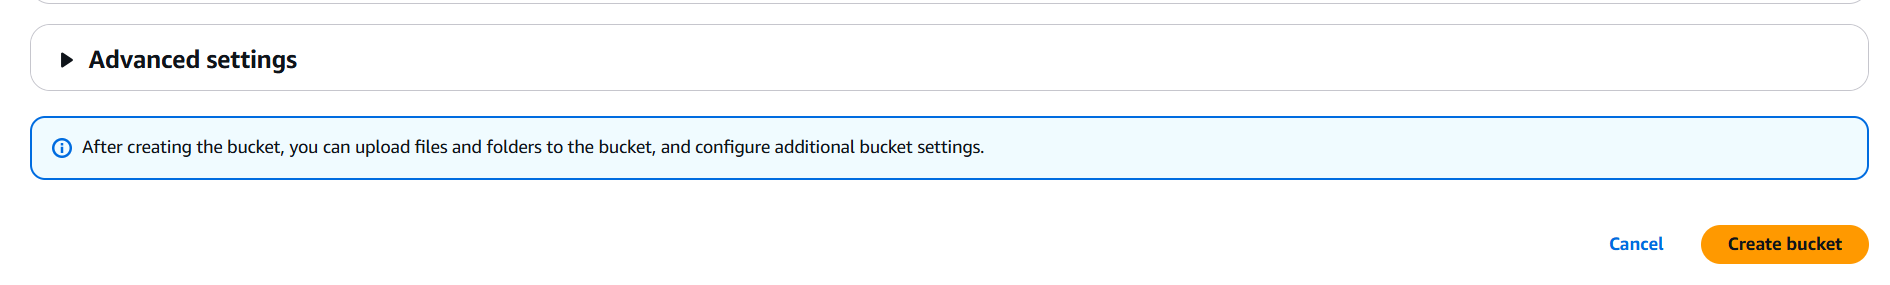 Advanced settings
After creating the bucket, you can upload files and folders to the bucket, and configure additional bucket settings.
Cancel
Create bucket